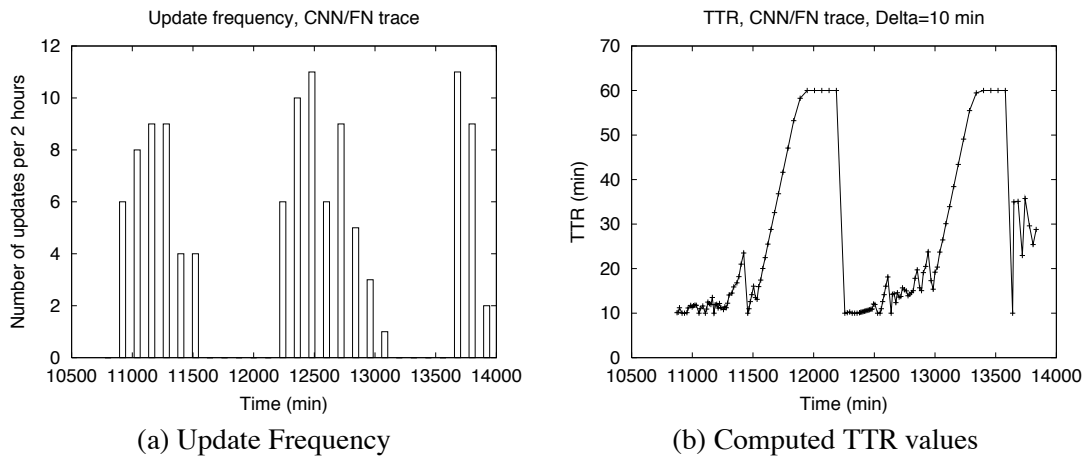 Update frequency, CNN/FN trace
Number of updates per 2 hours
12
10
8
6
4
2
0
10500 11000 11500 12000 12500 13000 13500 14000
Time (min)
(a) Update Frequency
TTR, CNN/FN trace, Delta=10 min
TTR (min)
70
60
50
40
30
20
10
0
10500 11000 11500 12000 12500 13000 13500 14000
Time (min)
(b) Computed TTR values